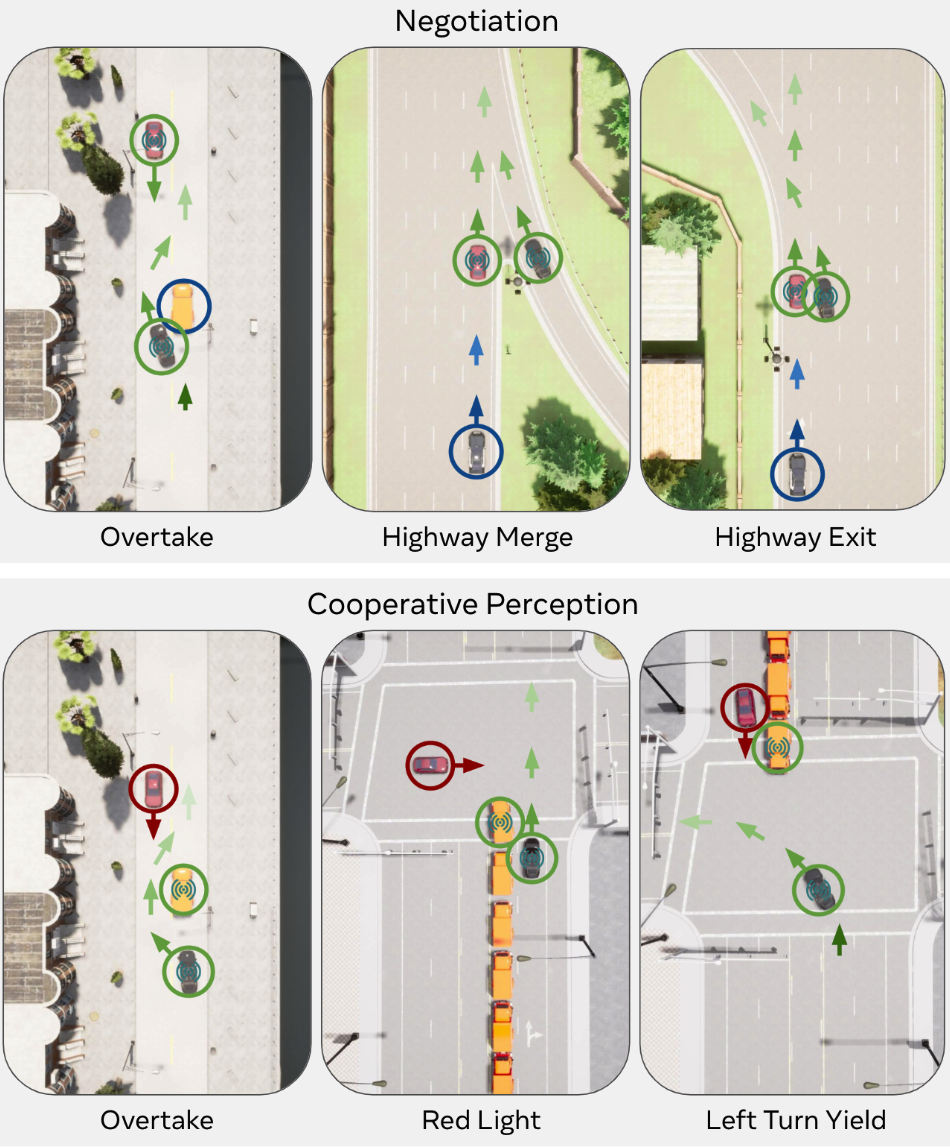 Negotiation
Overtake
Highway Merge
Highway Exit
Cooperative Perception
Overtake
Red Light
Left Turn Yield